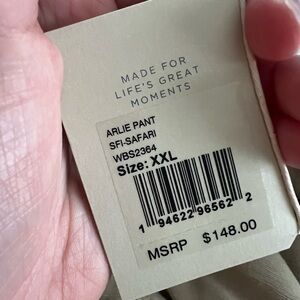 MADE FOR
LIFE'S GREAT
MOMENTS
ARLIE PANT
SFI-SAFARI
WBS2364
Size: XXL
1 94622 96562 2
MSRP $148.00